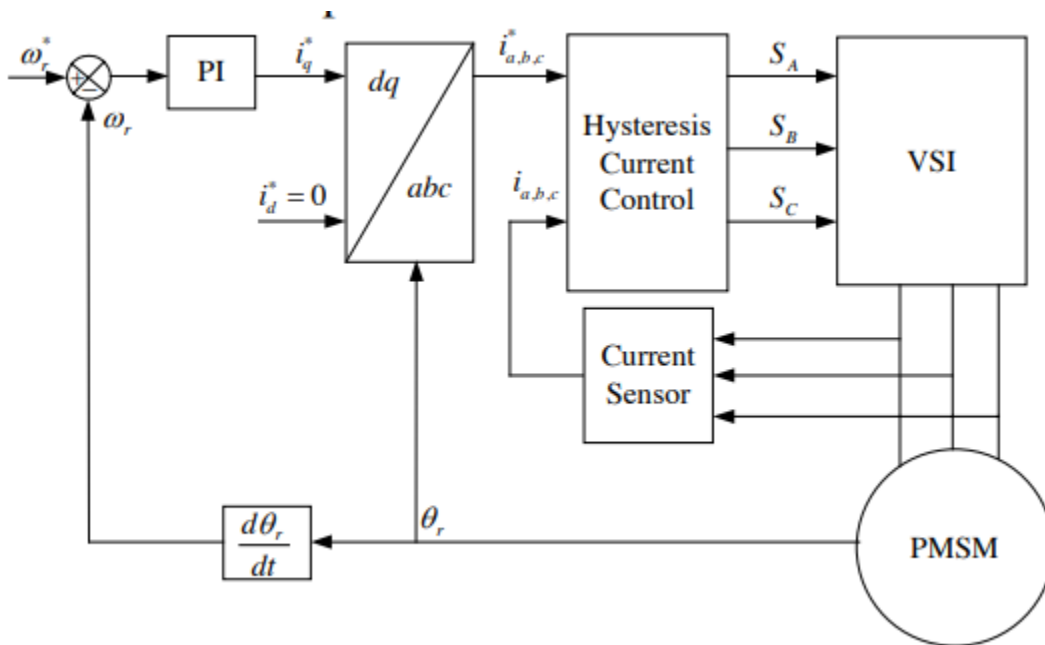 ω_r^*
+
−
ω_r
PI
i_q^*
i_d^* = 0
dq
abc
i_{a,b,c}^*
i_{a,b,c}
Hysteresis
Current
Control
S_A
S_B
S_C
VSI
Current
Sensor
dθ_r
dt
θ_r
PMSM